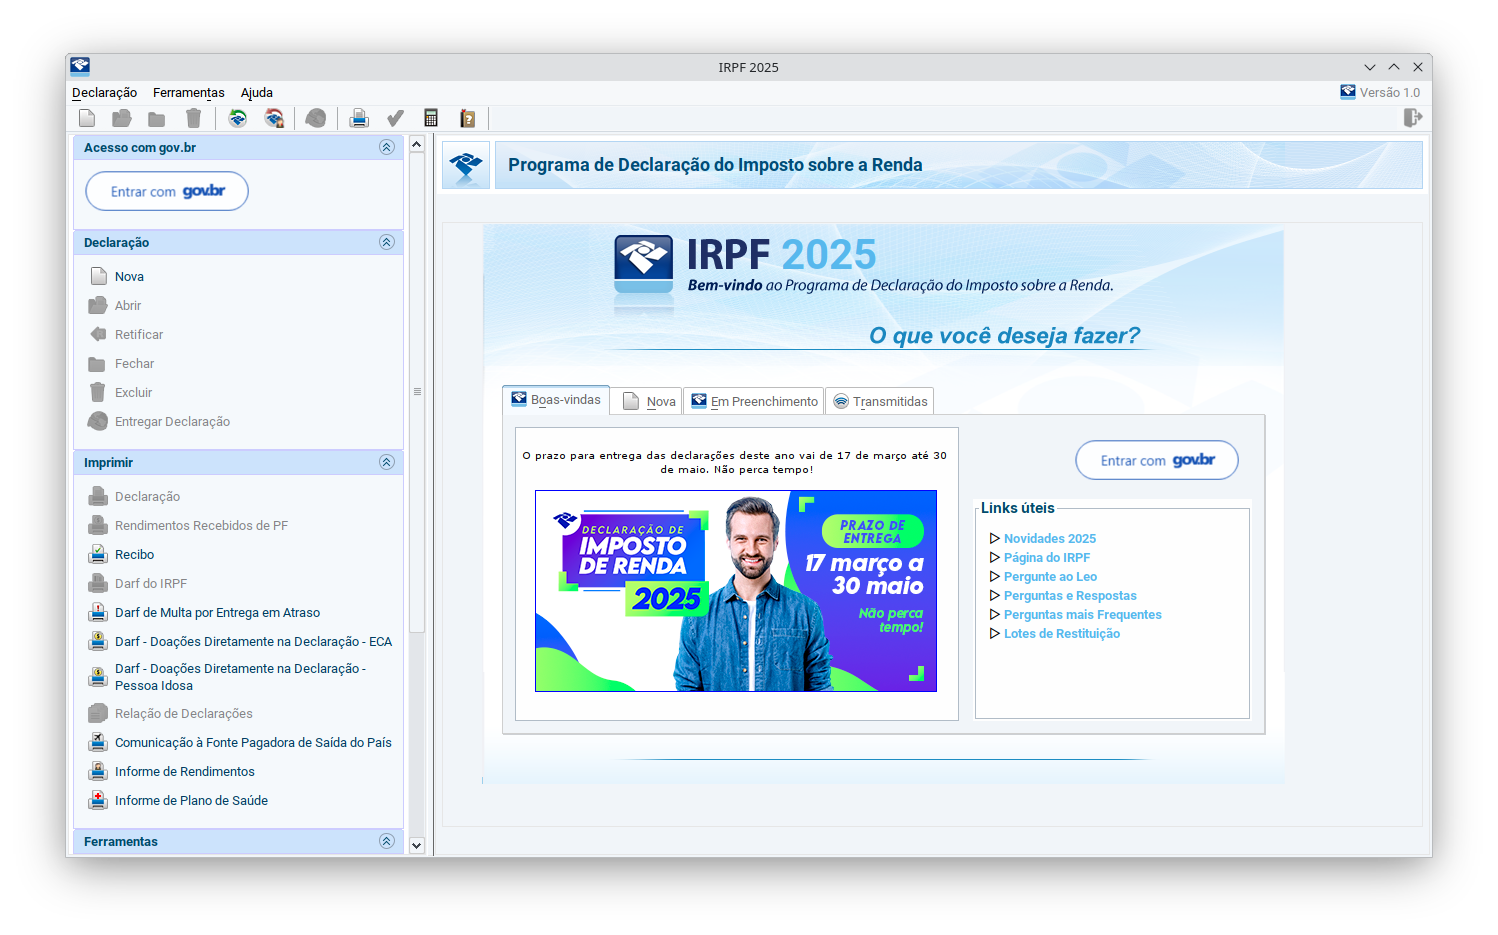 IRPF 2025
Declaração Ferramentas Ajuda
Versão 1.0
Acesso com gov.br
Entrar com gov.br
Declaração
Nova
Abrir
Retificar
Fechar
Excluir
Entregar Declaração
Imprimir
Declaração
Rendimentos Recebidos de PF
Recibo
Darf do IRPF
Darf de Multa por Entrega em Atraso
Darf - Doações Diretamente na Declaração - ECA
Darf - Doações Diretamente na Declaração -
Pessoa Idosa
Relação de Declarações
Comunicação à Fonte Pagadora de Saída do País
Informe de Rendimentos
Informe de Plano de Saúde
Ferramentas
Programa de Declaração do Imposto sobre a Renda
IRPF 2025
Bem-vindo ao Programa de Declaração do Imposto sobre a Renda.
O que você deseja fazer?
Boas-vindas Nova Em Preenchimento Transmitidas
O prazo para entrega das declarações deste ano vai de 17 de março até 30
de maio. Não perca tempo!
DECLARAÇÃO DE
IMPOSTO
DE RENDA
2025
PRAZO DE
ENTREGA
17 março a
30 maio
Não perca
tempo!
Entrar com gov.br
Links úteis
Novidades 2025
Página do IRPF
Pergunte ao Leo
Perguntas e Respostas
Perguntas mais Frequentes
Lotes de Restituição